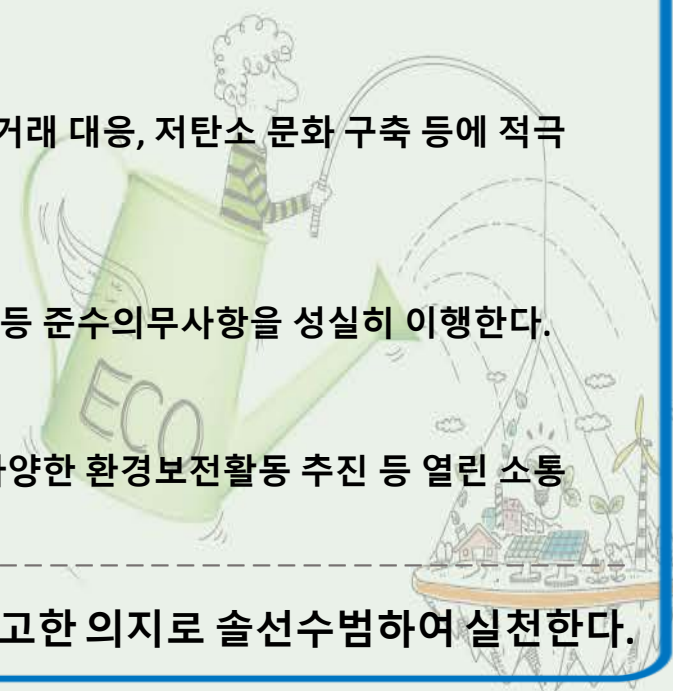 거래 대응, 저탄소 문화 구축 등에 적극
등 준수의무사항을 성실히 이행한다.
ECO
다양한 환경보전활동 추진 등 열린 소통
고한 의지로 솔선수범하여 실천한다.